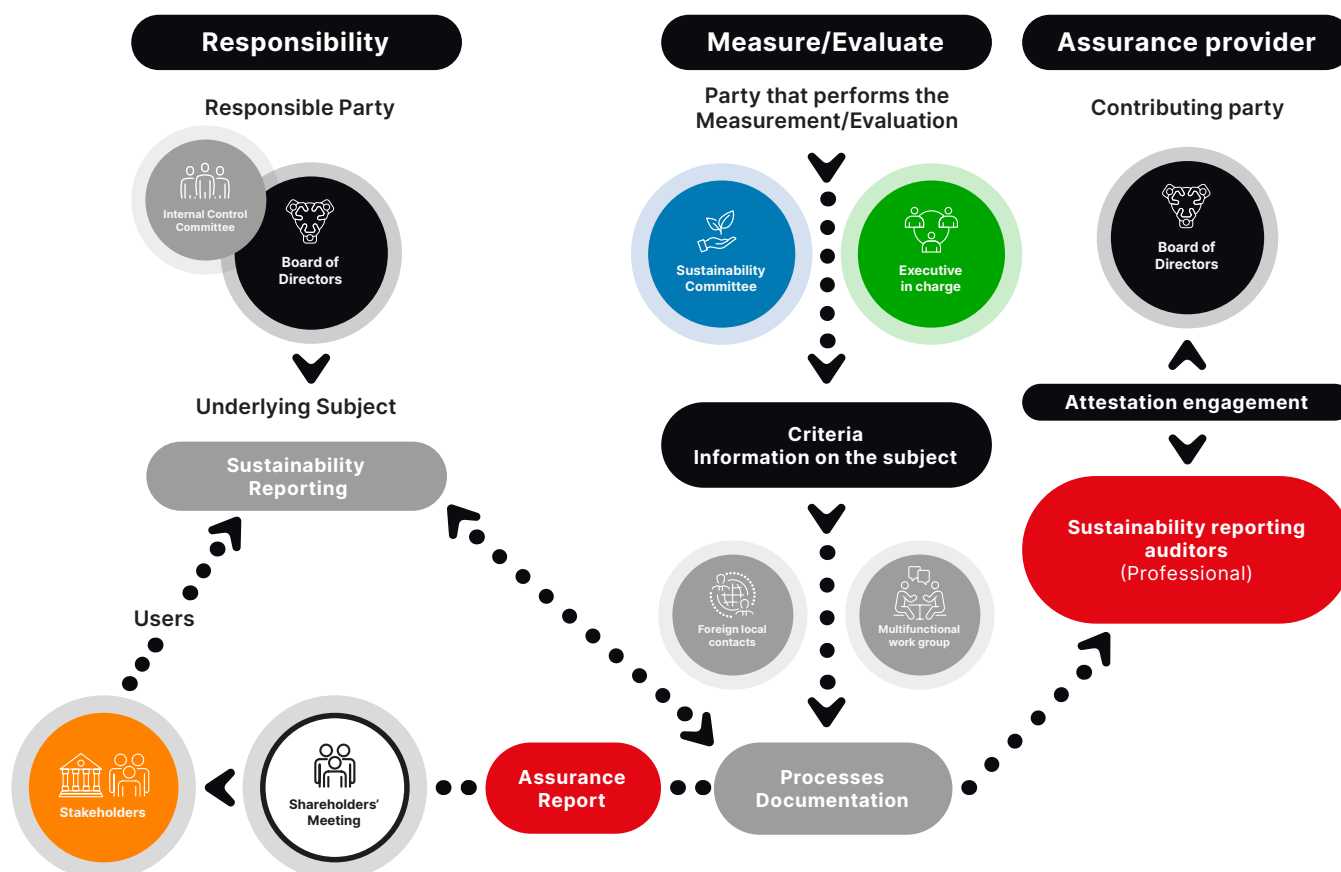 Responsibility
Responsible Party
Internal Control
Committee
Board of
Directors
Underlying Subject
Sustainability
Reporting
Users
Stakeholders
Shareholders’
Meeting
Assurance
Report
Measure/Evaluate
Party that performs the
Measurement/Evaluation
Sustainability
Committee
Executive
in charge
Criteria
Information on the subject
Foreign local
contacts
Multifunctional
work group
Processes
Documentation
Assurance provider
Contributing party
Board of
Directors
Attestation engagement
Sustainability reporting
auditors
(Professional)